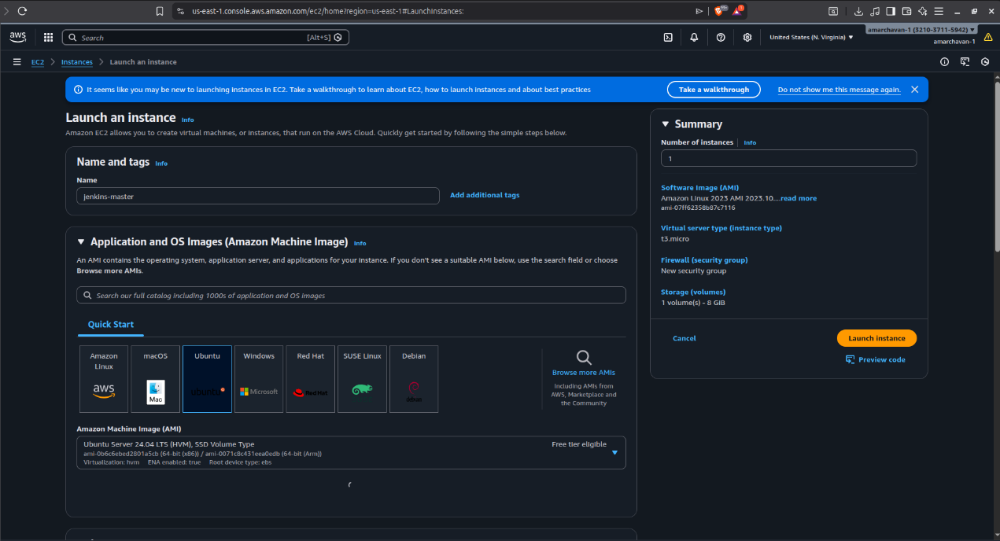 us-east-1.console.aws.amazon.com/ec2/home?region=us-east-1#LaunchInstances:
aws
Search
[Alt+S]
United States (N. Virginia)
amarchavan-1 (3210-3711-5942)
amarchavan-1
EC2
Instances
Launch an instance
It seems like you may be new to launching instances in EC2. Take a walkthrough to learn about EC2, how to launch instances and about best practices
Take a walkthrough
Do not show me this message again.
Launch an instance Info
Amazon EC2 allows you to create virtual machines, or instances, that run on the AWS Cloud. Quickly get started by following the simple steps below.
Name and tags Info
Name
jenkins-master
Add additional tags
Application and OS Images (Amazon Machine Image) Info
An AMI contains the operating system, application server, and applications for your instance. If you don't see a suitable AMI below, use the search field or choose
Browse more AMIs.
Search our full catalog including 1000s of application and OS images
Quick Start
Amazon
Linux
aws
macOS
Mac
Ubuntu
ubuntu
Windows
Microsoft
Red Hat
Red Hat
SUSE Linux
Debian
debian
Browse more AMIs
Including AMIs from
AWS, Marketplace and
the Community
Amazon Machine Image (AMI)
Ubuntu Server 24.04 LTS (HVM), SSD Volume Type
Free tier eligible
ami-0b6c6ebed2801a5cb (64-bit (x86)) / ami-0071c8c431eea0edb (64-bit (Arm))
Virtualization: hvm ENA enabled: true Root device type: ebs
Summary
Number of instances Info
1
Software Image (AMI)
Amazon Linux 2023 AMI 2023.10....read more
ami-07ff62358b87c7116
Virtual server type (instance type)
t3.micro
Firewall (security group)
New security group
Storage (volumes)
1 volume(s) - 8 GiB
Cancel
Launch instance
Preview code